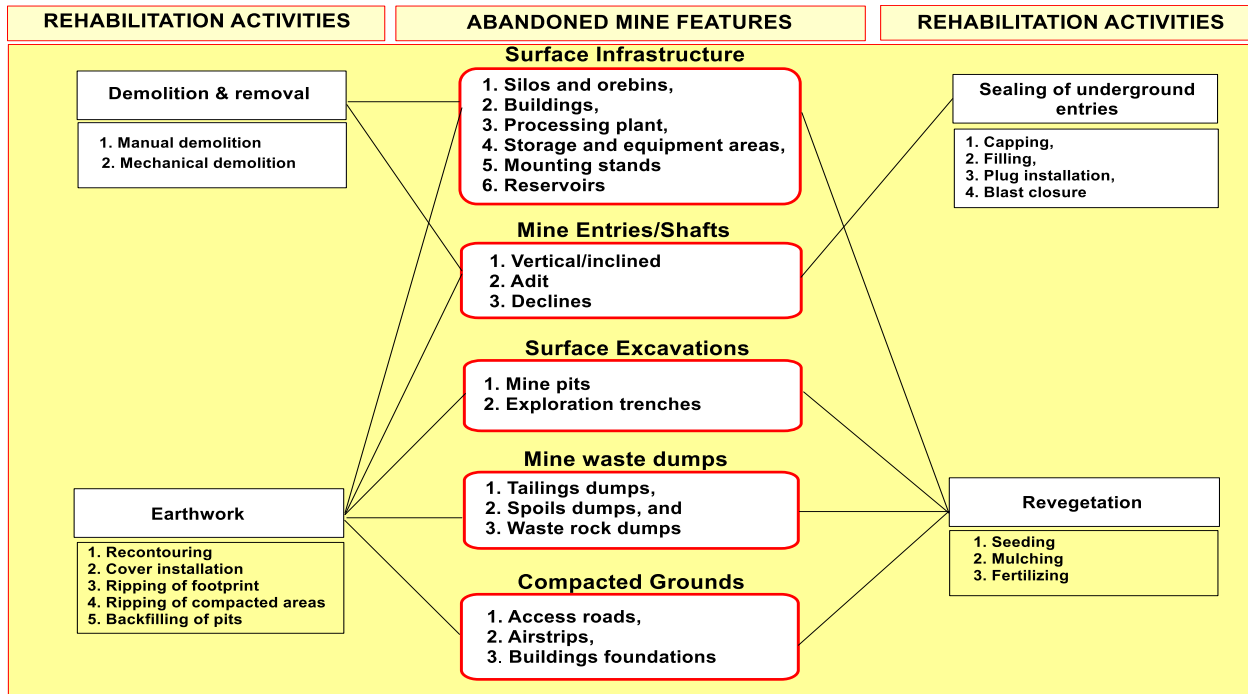 REHABILITATION ACTIVITIES
ABANDONED MINE FEATURES
REHABILITATION ACTIVITIES
Demolition & removal
1. Manual demolition
2. Mechanical demolition
Earthwork
1. Recontouring
2. Cover installation
3. Ripping of footprint
4. Ripping of compacted areas
5. Backfilling of pits
Surface Infrastructure
1. Silos and orebins,
2. Buildings,
3. Processing plant,
4. Storage and equipment areas,
5. Mounting stands
6. Reservoirs
Mine Entries/Shafts
1. Vertical/inclined
2. Adit
3. Declines
Surface Excavations
1. Mine pits
2. Exploration trenches
Mine waste dumps
1. Tailings dumps,
2. Spoils dumps, and
3. Waste rock dumps
Compacted Grounds
1. Access roads,
2. Airstrips,
3. Buildings foundations
Sealing of underground
entries
1. Capping,
2. Filling,
3. Plug installation,
4. Blast closure
Revegetation
1. Seeding
2. Mulching
3. Fertilizing